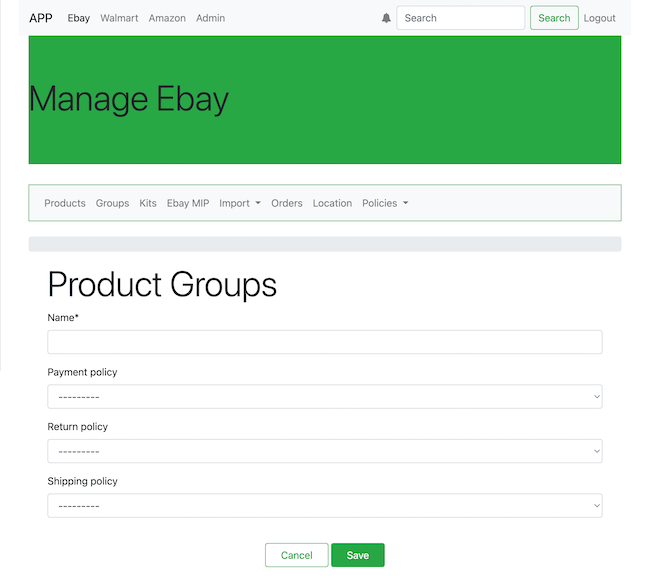 APP Ebay Walmart Amazon Admin Search Search Logout
Manage Ebay
Products Groups Kits Ebay MIP Import Orders Location Policies
Product Groups
Name*
Payment policy
---------
Return policy
---------
Shipping policy
---------
Cancel Save